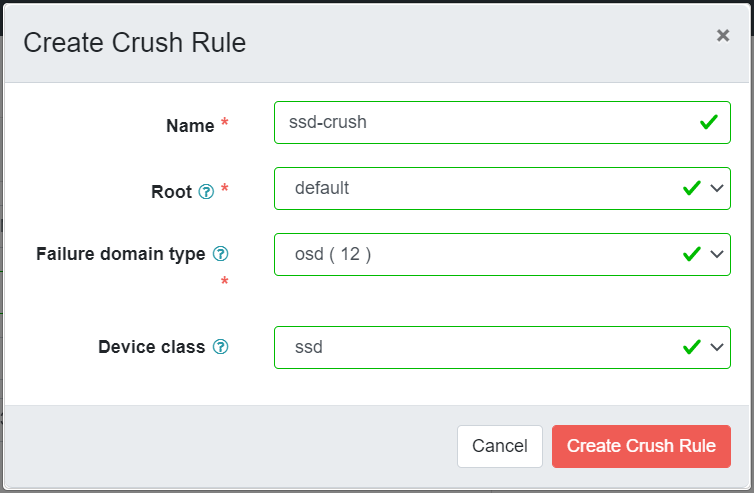 Create Crush Rule ×
Name *
ssd-crush
Root ? *
default
Failure domain type ?
*
osd ( 12 )
Device class ?
ssd
Cancel
Create Crush Rule